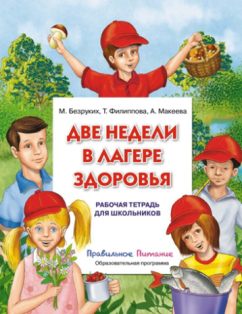 М. Безруких, Т. Филиппова, А. Макеева
ДВЕ НЕДЕЛИ
В ЛАГЕРЕ
ЗДОРОВЬЯ
РАБОЧАЯ ТЕТРАДЬ
ДЛЯ ШКОЛЬНИКОВ
Правильное Питание
Образовательная программа